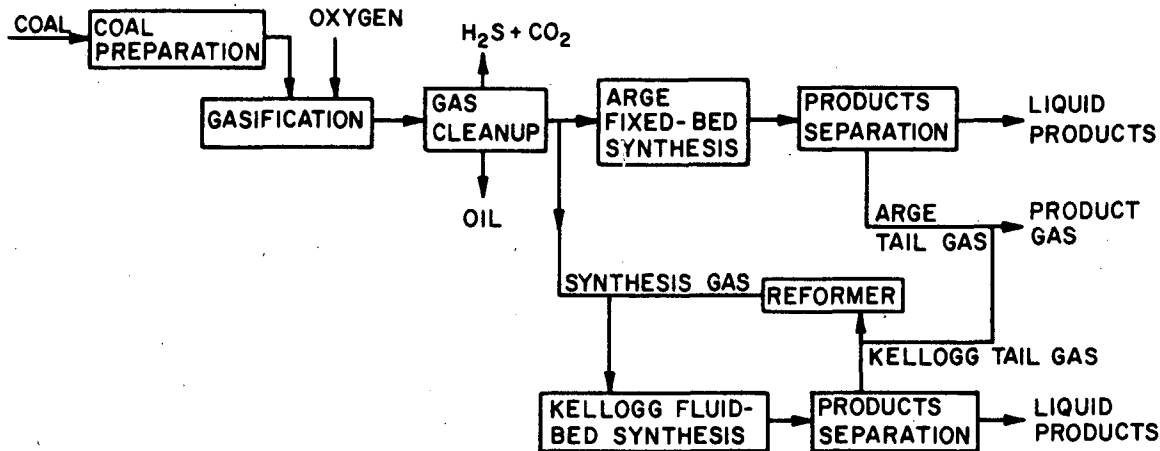 COAL
COAL
PREPARATION
OXYGEN
GASIFICATION
H₂S + CO₂
GAS
CLEANUP
OIL
ARGE
FIXED-BED
SYNTHESIS
PRODUCTS
SEPARATION
LIQUID
PRODUCTS
ARGE
TAIL GAS
PRODUCT
GAS
SYNTHESIS GAS
REFORMER
KELLOGG TAIL GAS
KELLOGG FLUID-
BED SYNTHESIS
PRODUCTS
SEPARATION
LIQUID
PRODUCTS